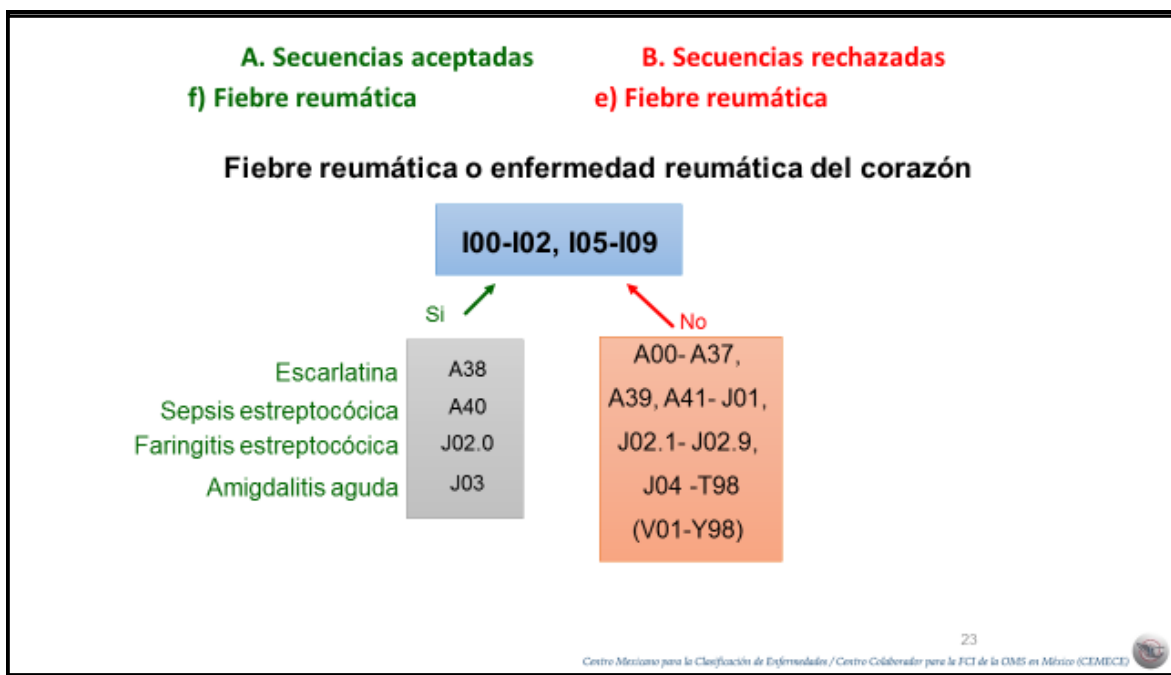 A. Secuencias aceptadas
f) Fiebre reumática
B. Secuencias rechazadas
e) Fiebre reumática
Fiebre reumática o enfermedad reumática del corazón
I00-I02, I05-I09
Si
No
Escarlatina A38
Sepsis estreptocócica A40
Faringitis estreptocócica J02.0
Amigdalitis aguda J03
A00- A37,
A39, A41- J01,
J02.1- J02.9,
J04 -T98
(V01-Y98)
23
Centro Mexicano para la Clasificación de Enfermedades / Centro Colaborador para la FCI de la OMS en México (CEMECE)